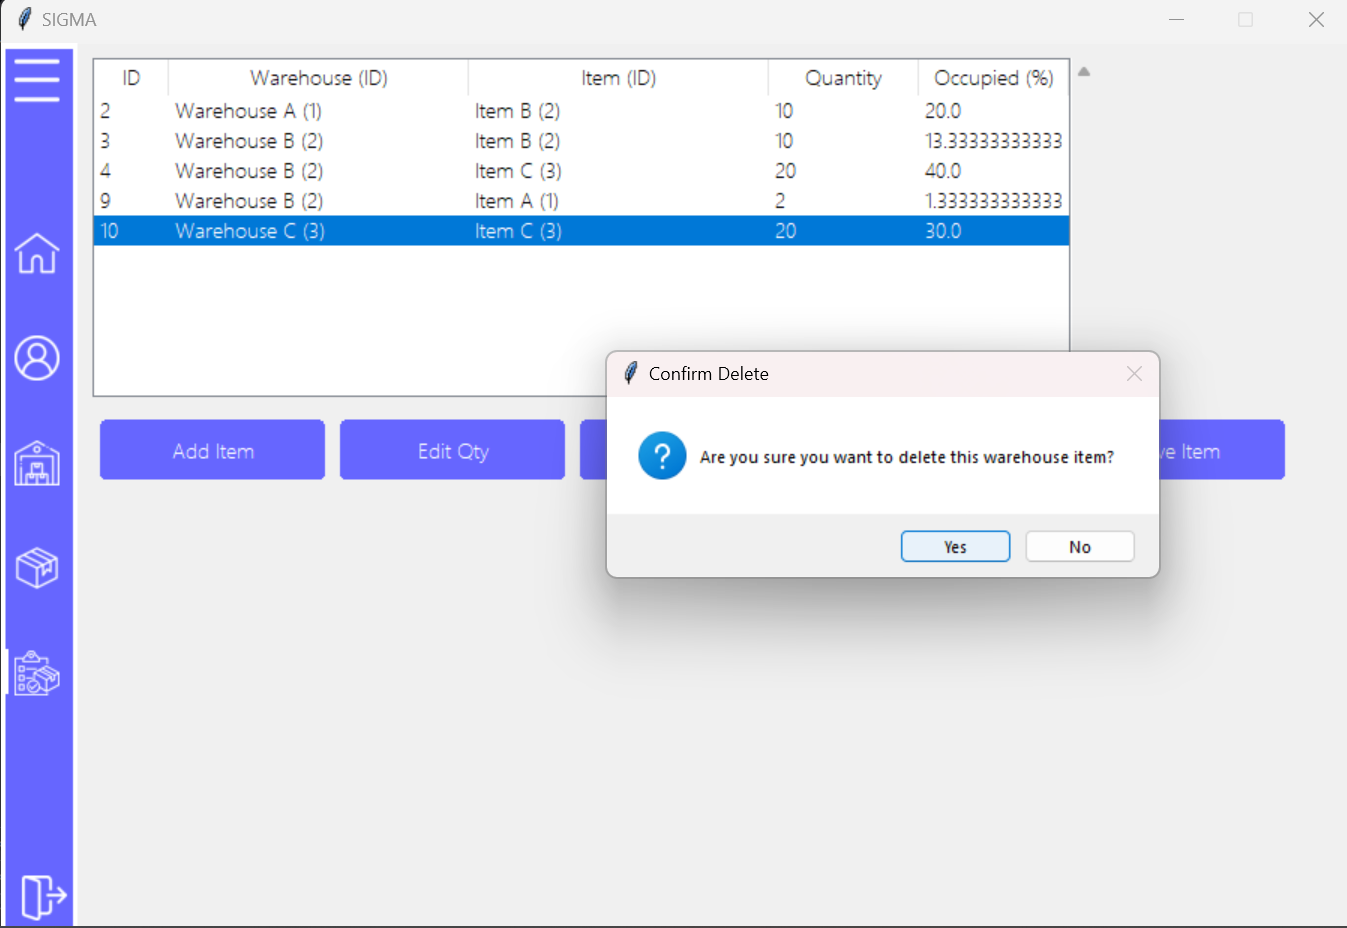 SIGMA
ID Warehouse (ID) Item (ID) Quantity Occupied (%)
2 Warehouse A (1) Item B (2) 10 20.0
3 Warehouse B (2) Item B (2) 10 13.33333333333
4 Warehouse B (2) Item C (3) 20 40.0
9 Warehouse B (2) Item A (1) 2 1.333333333333
10 Warehouse C (3) Item C (3) 20 30.0
Confirm Delete
Add Item Edit Qty Item
Are you sure you want to delete this warehouse item?
Yes No